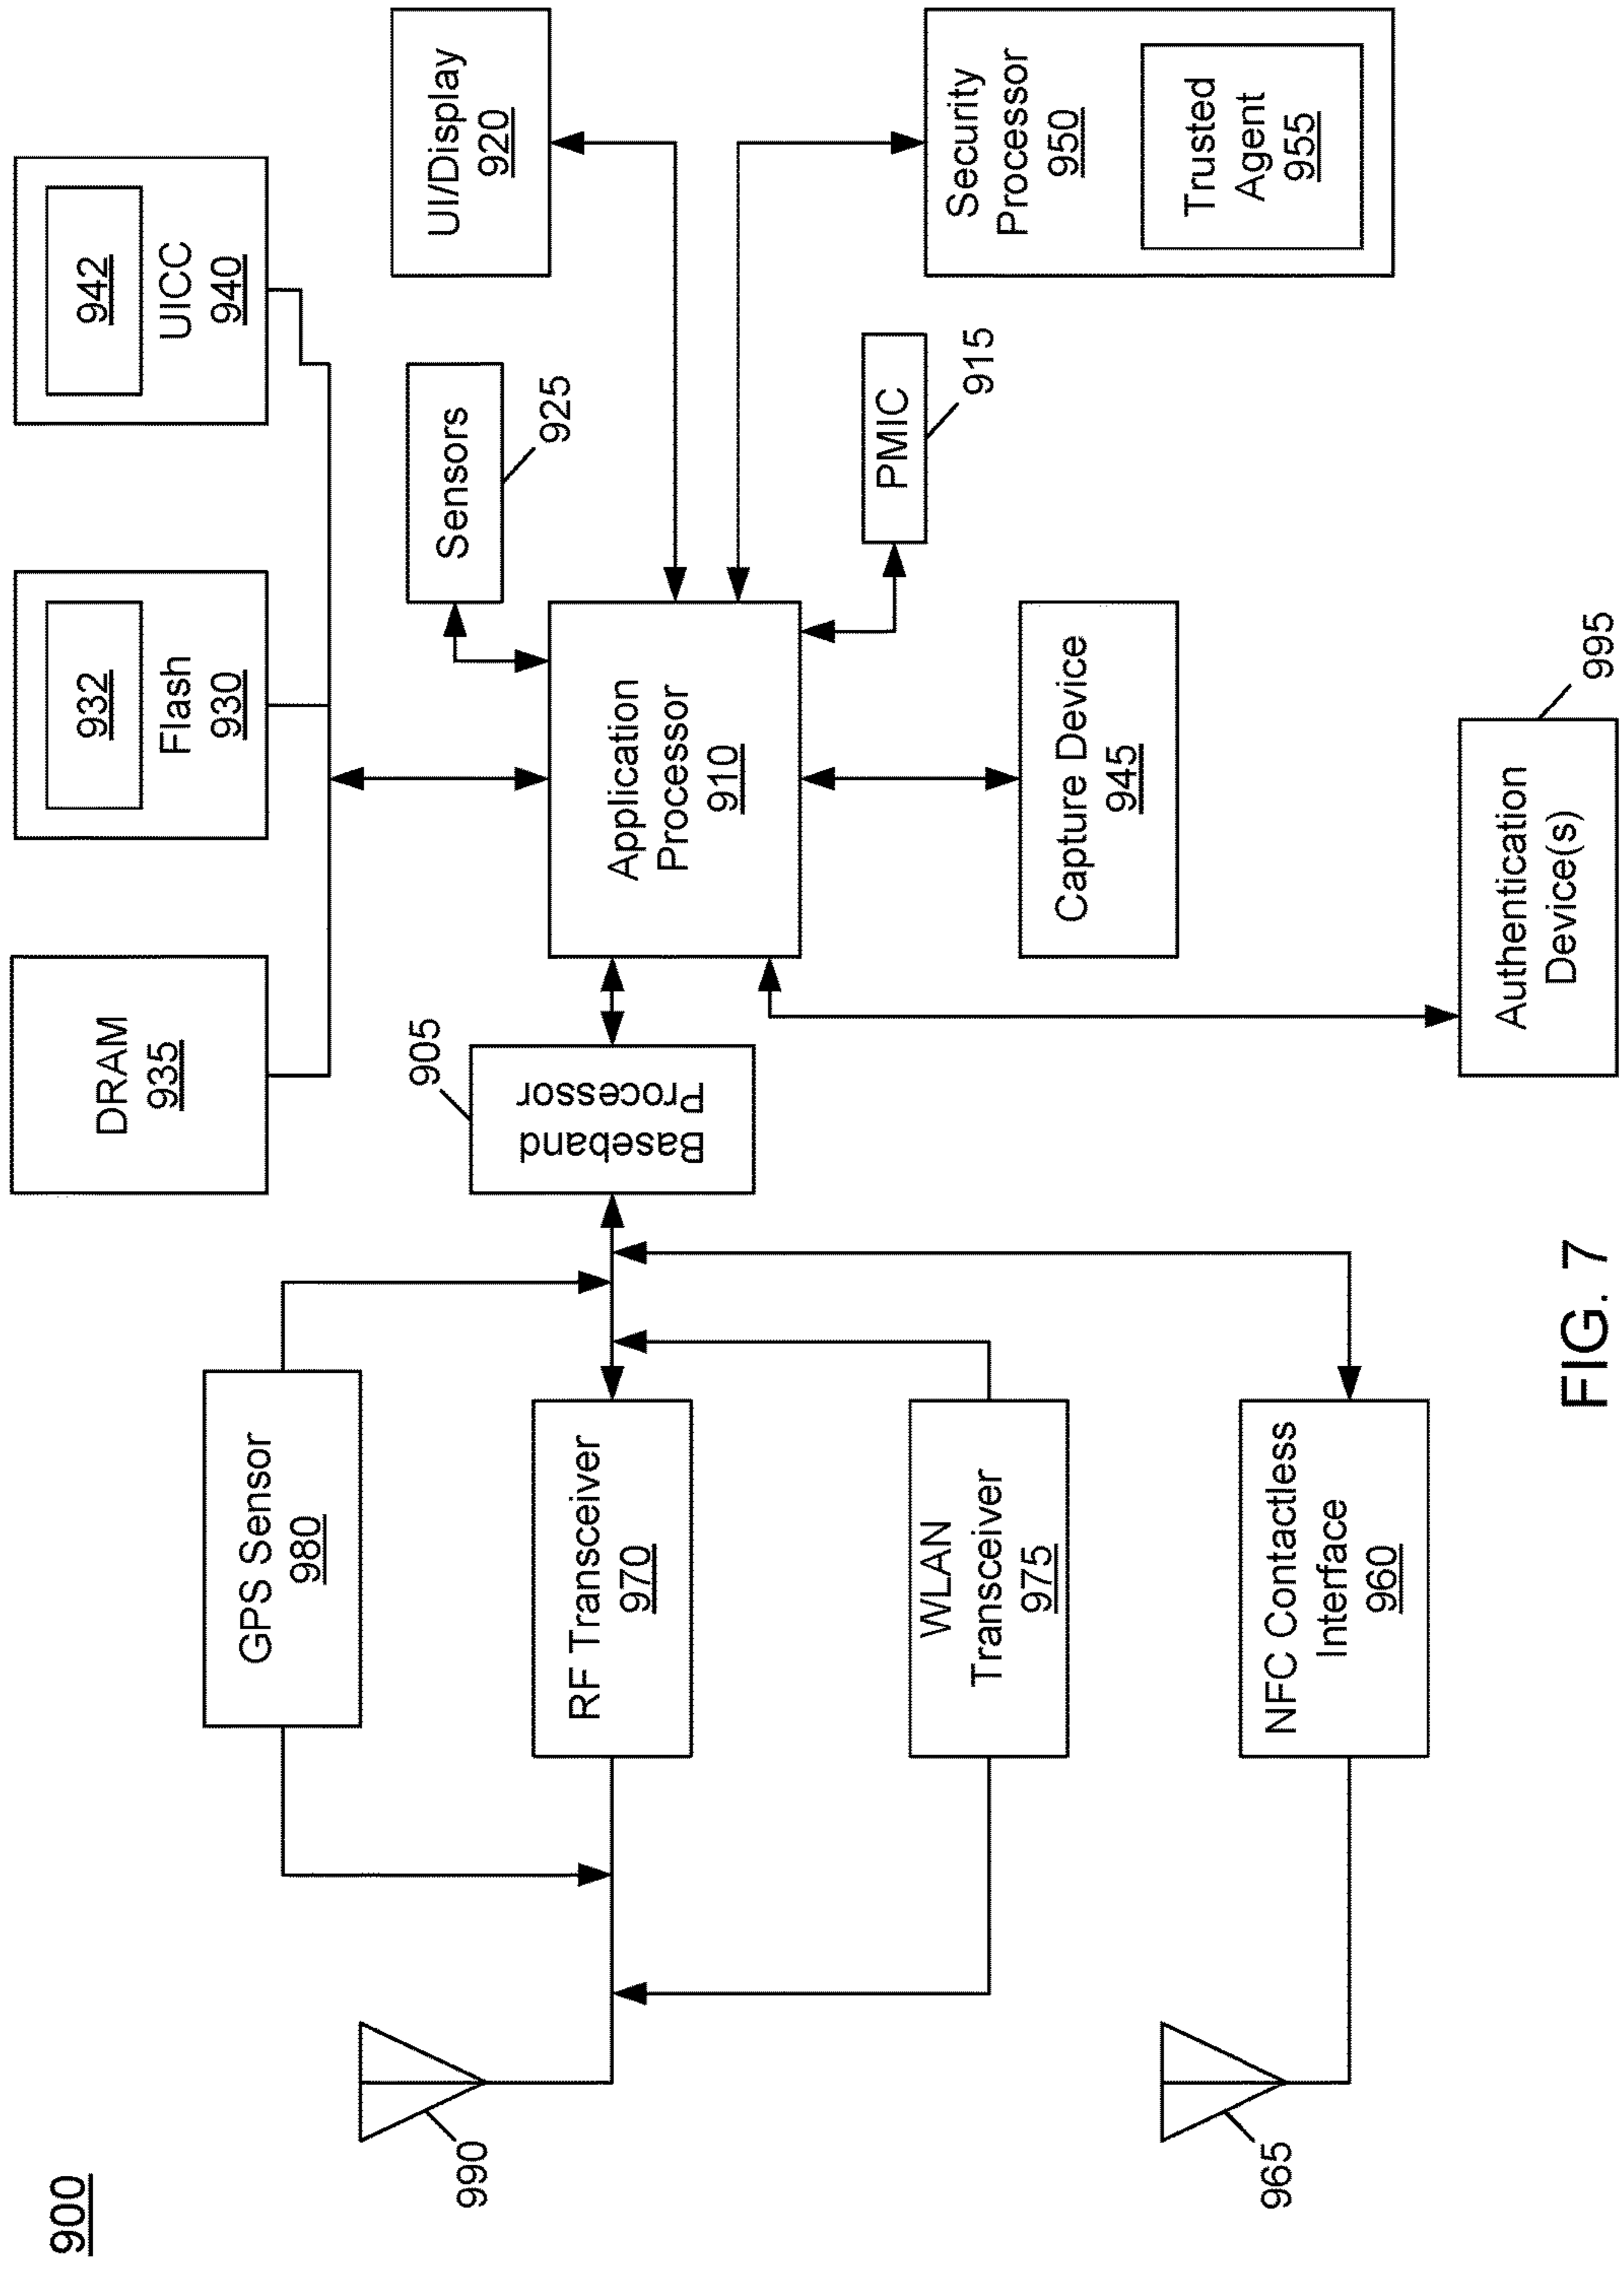 900
DRAM
935
932
Flash
930
942
UICC
940
UI/Display
920
Sensors
925
GPS Sensor
980
905
Baseband
Processor
Application
Processor
910
Security
Processor
950
Trusted
Agent
955
PMIC
915
990
RF Transceiver
970
WLAN
Transceiver
975
Capture Device
945
965
NFC Contactless
Interface
960
Authentication
Device(s)
995
FIG. 7